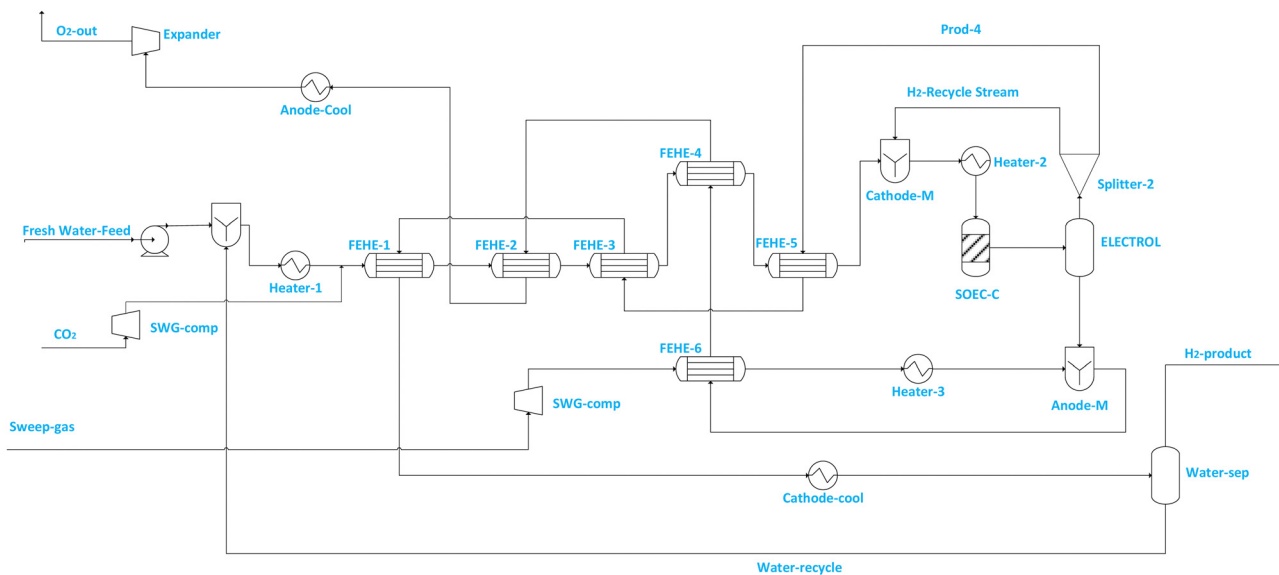 O2-out
Expander
Prod-4
H2-Recycle Stream
Anode-Cool
FEHE-4
Heater-2
Cathode-M
Splitter-2
Fresh Water-Feed
FEHE-1
FEHE-2
FEHE-3
FEHE-5
ELECTROL
Heater-1
SOEC-C
CO2
SWG-comp
FEHE-6
H2-product
Heater-3
SWG-comp
Anode-M
Sweep-gas
Water-sep
Cathode-cool
Water-recycle